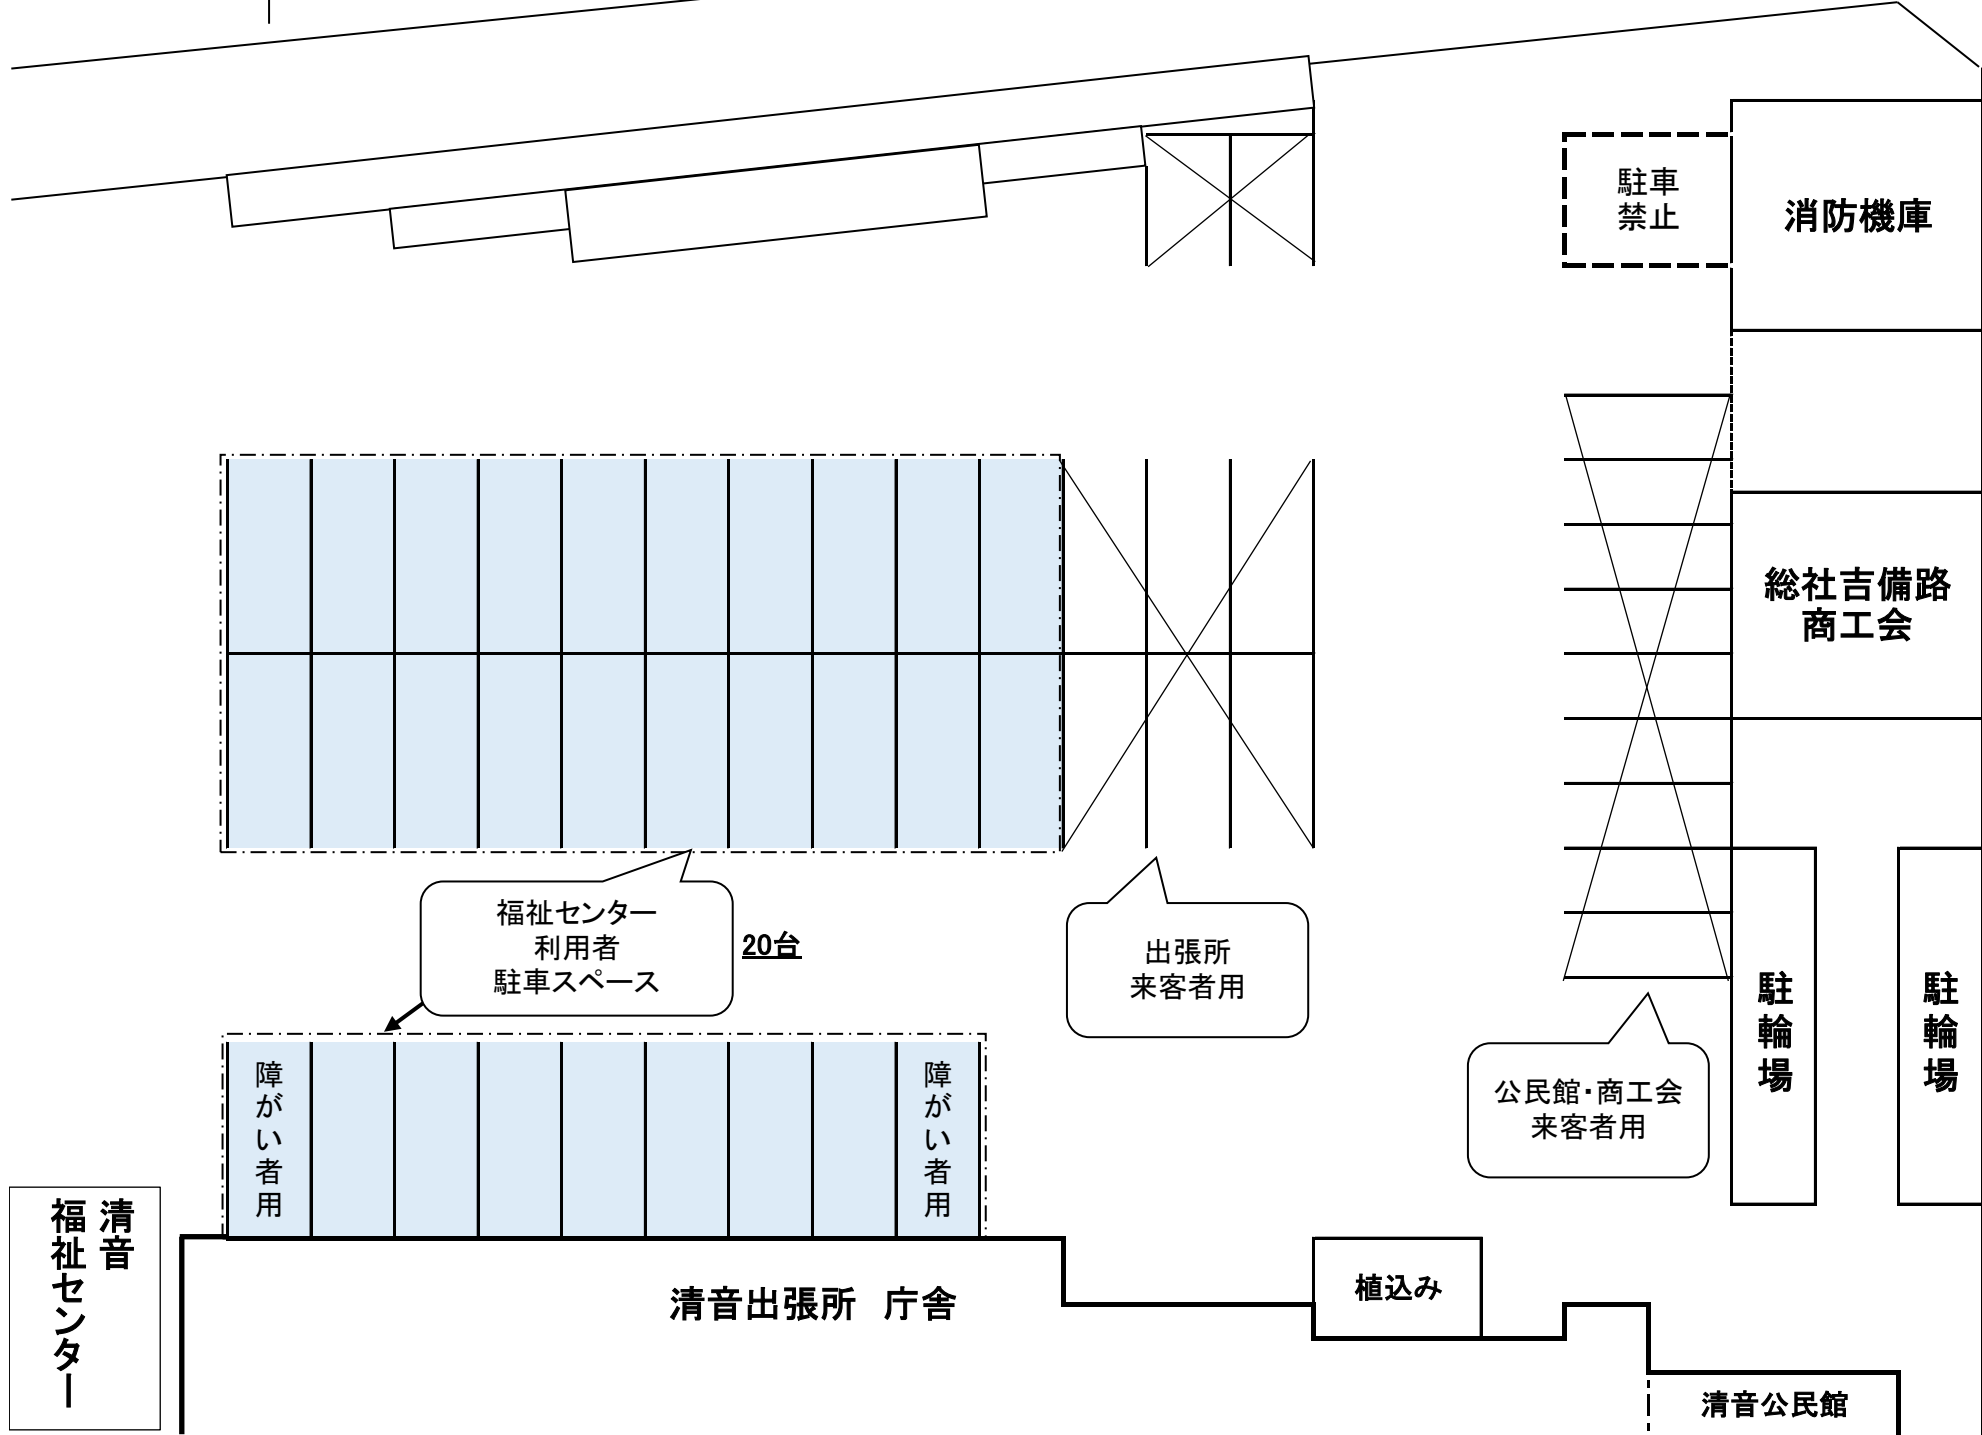 駐車
禁止
消防機庫
総社吉備路
商工会
福祉センター
利用者
駐車スペース
20台
出張所
来客者用
公民館・商工会
来客者用
駐輪場
駐輪場
障がい者用
障がい者用
清音
福祉センター
清音出張所　庁舎
植込み
清音公民館